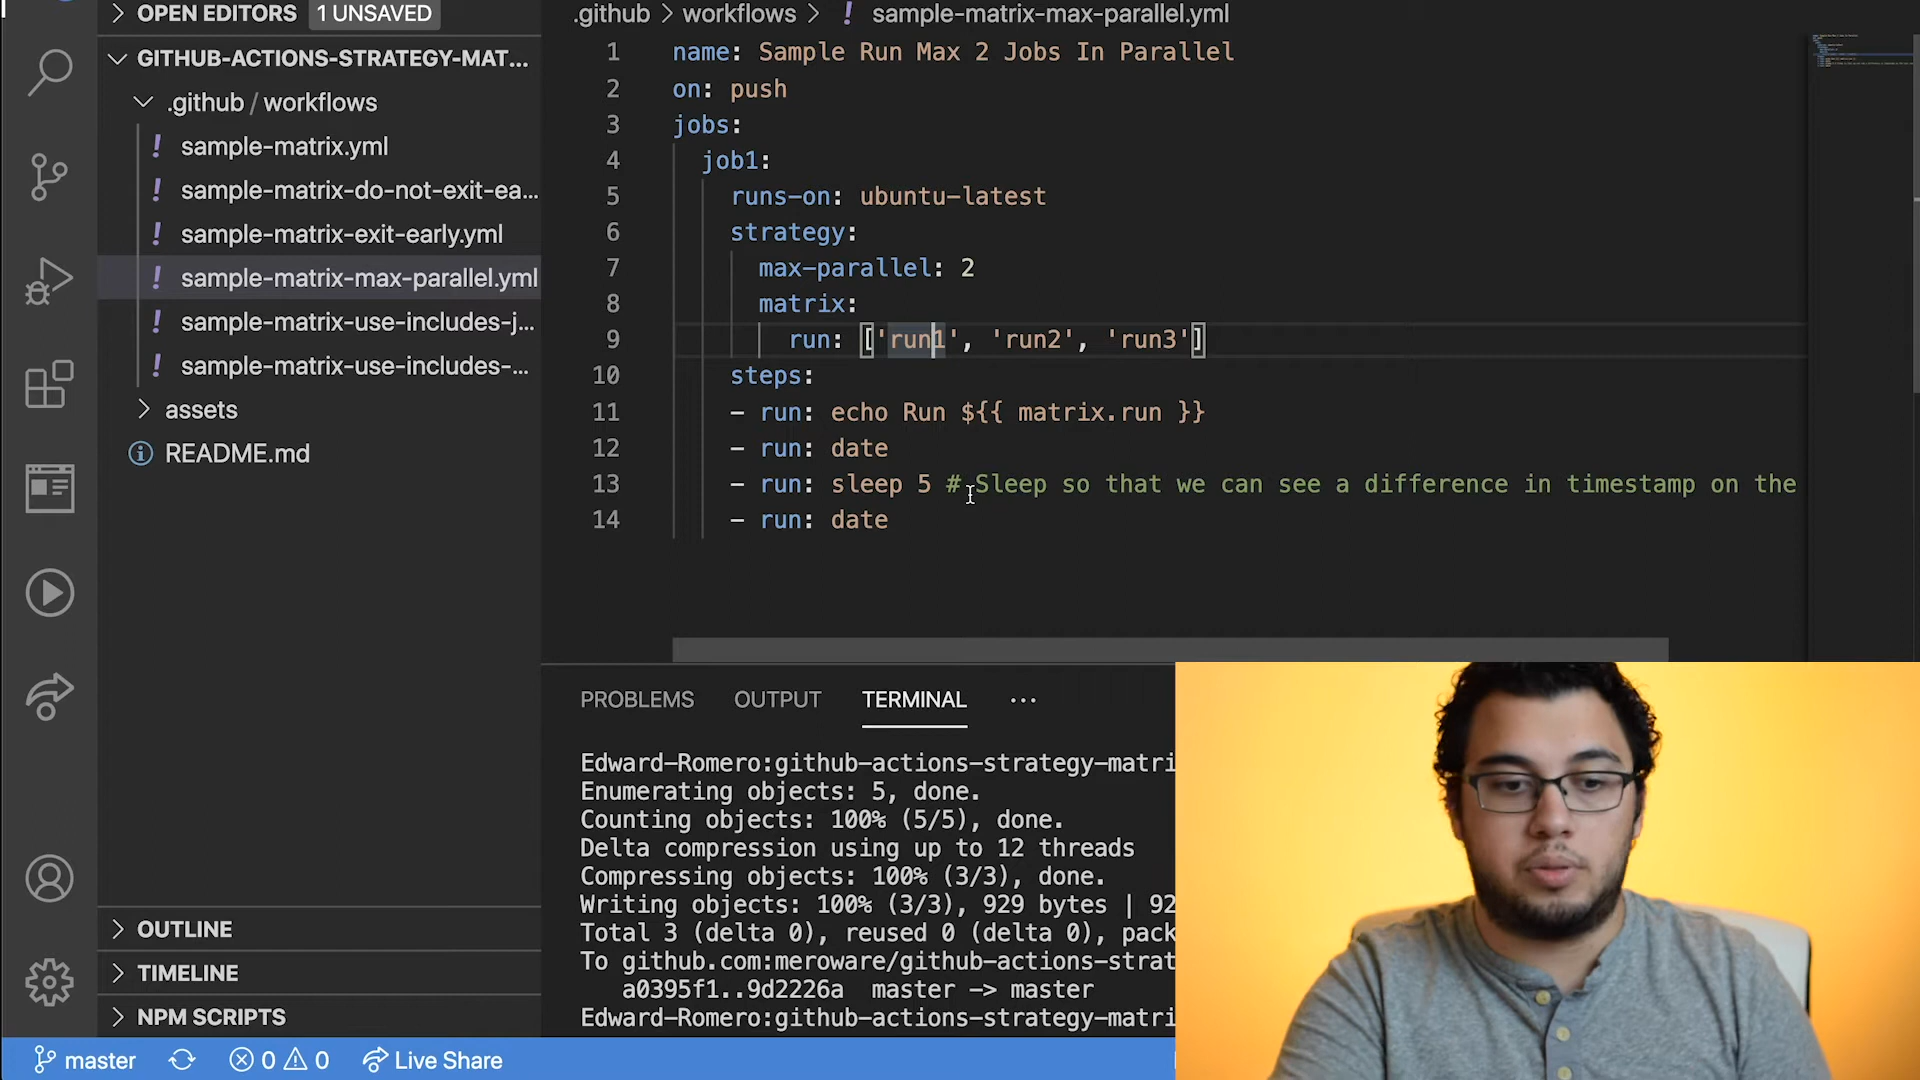 OPEN EDITORS
1 UNSAVED
GITHUB-ACTIONS-STRATEGY-MAT...
.github / workflows
sample-matrix.yml
sample-matrix-do-not-exit-ea...
sample-matrix-exit-early.yml
sample-matrix-max-parallel.yml
sample-matrix-use-includes-j...
sample-matrix-use-includes-...
assets
README.md
OUTLINE
TIMELINE
NPM SCRIPTS
.github > workflows > ! sample-matrix-max-parallel.yml
1 name: Sample Run Max 2 Jobs In Parallel
2 on: push
3 jobs:
4 job1:
5 runs-on: ubuntu-latest
6 strategy:
7 max-parallel: 2
8 matrix:
9 run: ['run1', 'run2', 'run3']
10 steps:
11 - run: echo Run ${{ matrix.run }}
12 - run: date
13 - run: sleep 5 # Sleep so that we can see a difference in timestamp on the
14 - run: date
PROBLEMS OUTPUT TERMINAL ...
Edward-Romero:github-actions-strategy-matri
Enumerating objects: 5, done.
Counting objects: 100% (5/5), done.
Delta compression using up to 12 threads
Compressing objects: 100% (3/3), done.
Writing objects: 100% (3/3), 929 bytes | 92
Total 3 (delta 0), reused 0 (delta 0), pack
To github.com:meroware/github-actions-strat
a0395f1..9d2226a master -> master
Edward-Romero:github-actions-strategy-matri
master 0 0 Live Share